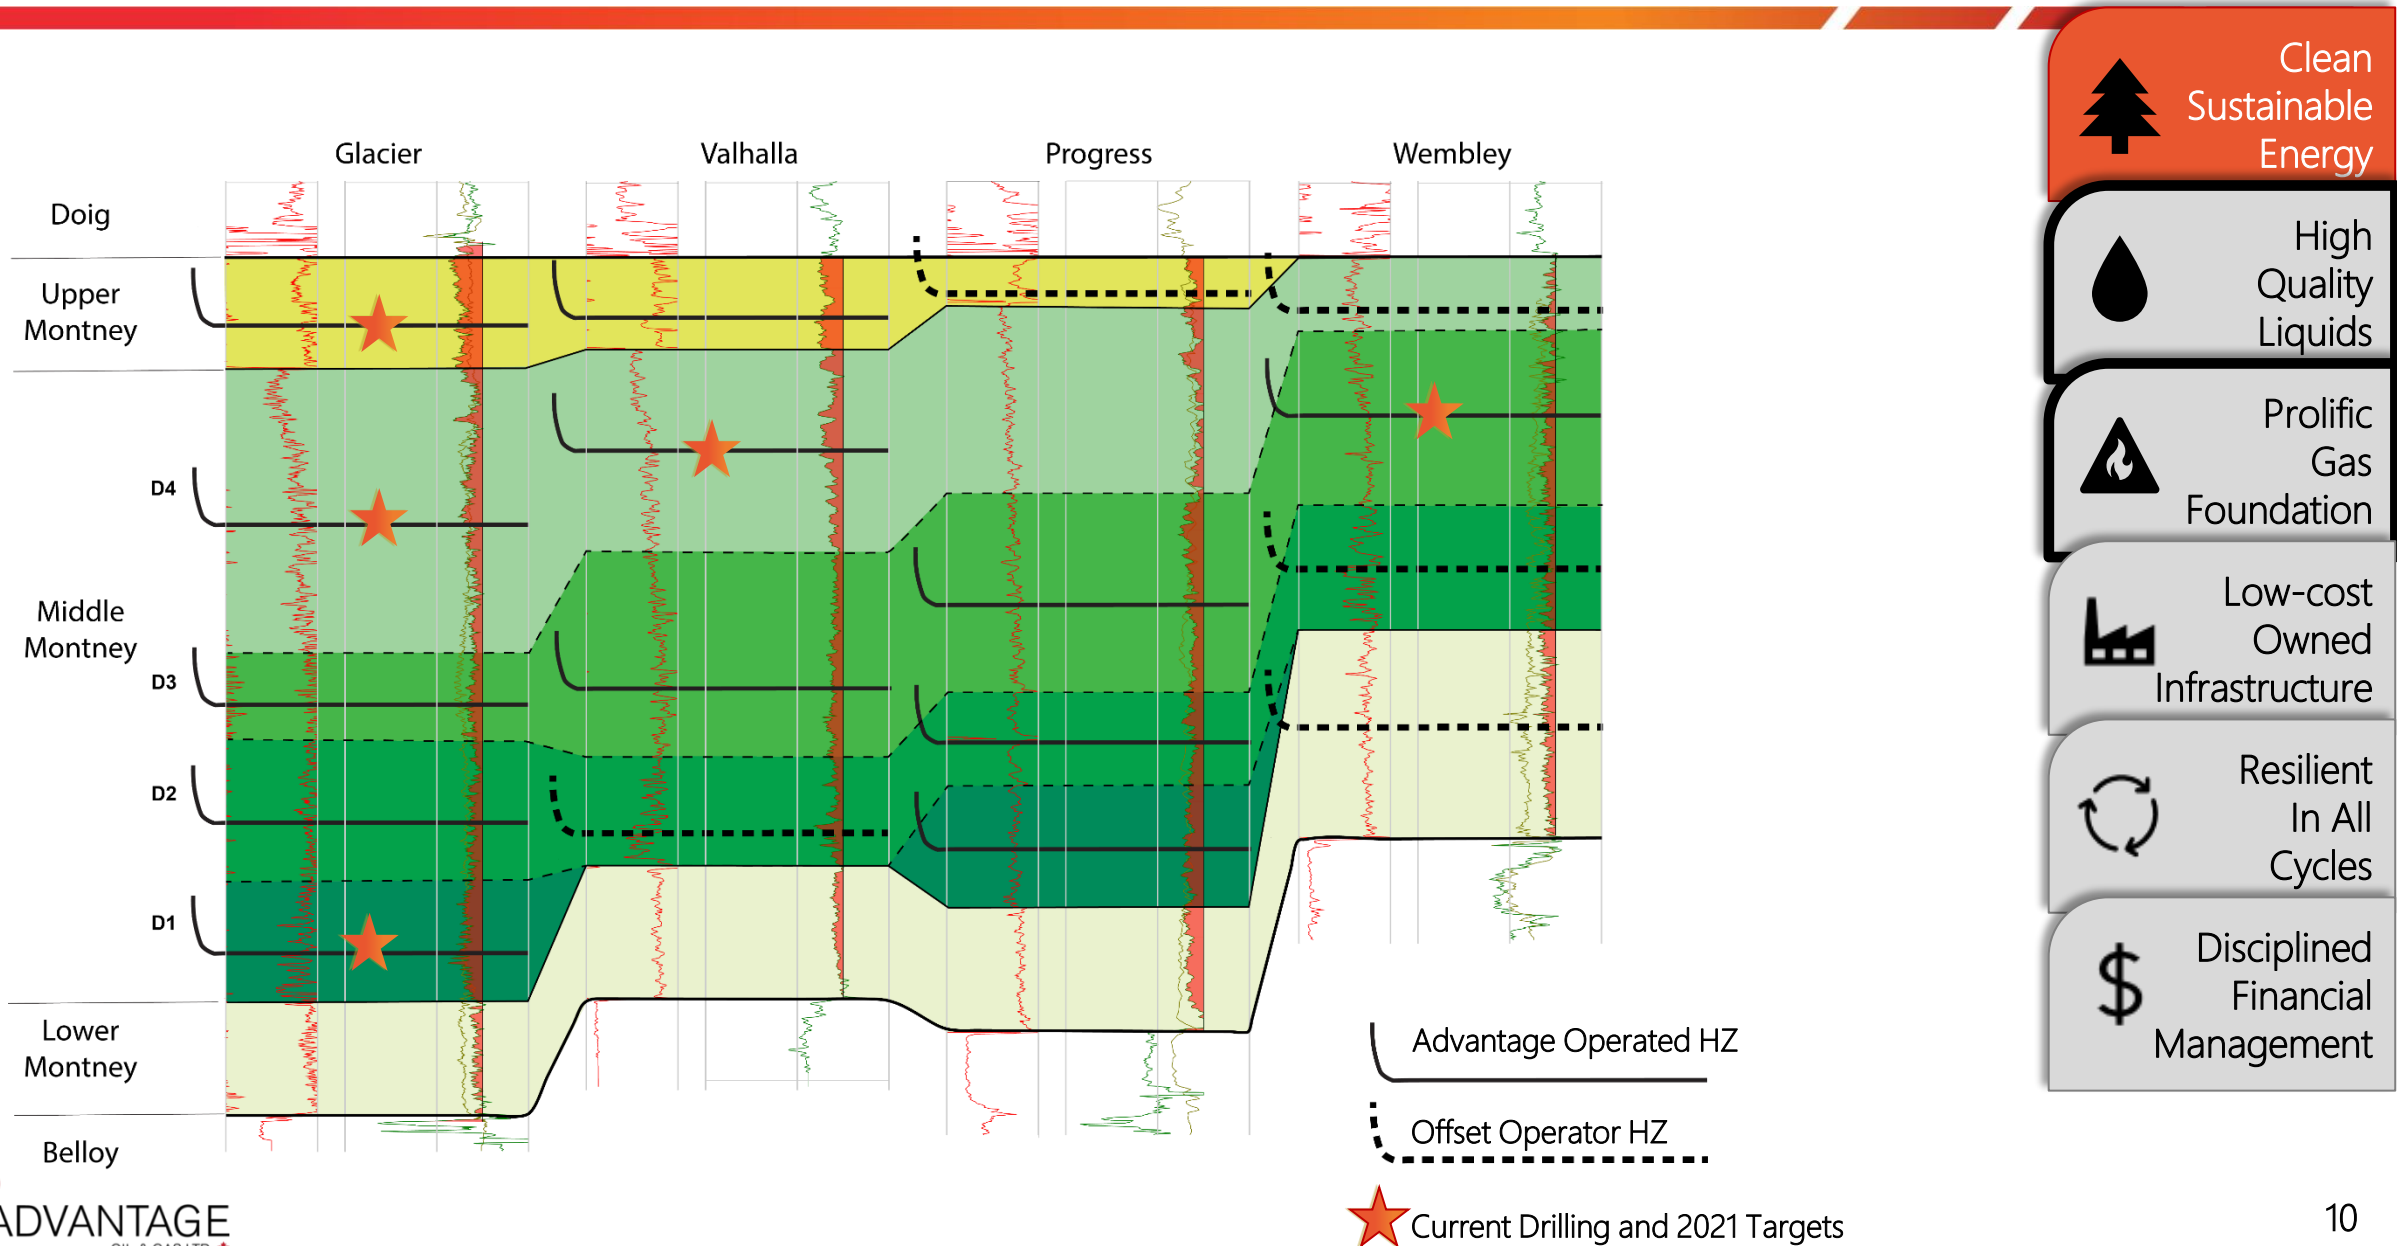 Glacier
Valhalla
Progress
Wembley
Doig
Upper
Montney
D4
Middle
Montney
D3
D2
D1
Lower
Montney
Belloy
Advantage Operated HZ
Offset Operator HZ
Current Drilling and 2021 Targets
Clean
Sustainable
Energy
High
Quality
Liquids
Prolific
Gas
Foundation
Low-cost
Owned
Infrastructure
Resilient
In All
Cycles
Disciplined
Financial
Management
$
ADVANTAGE
10